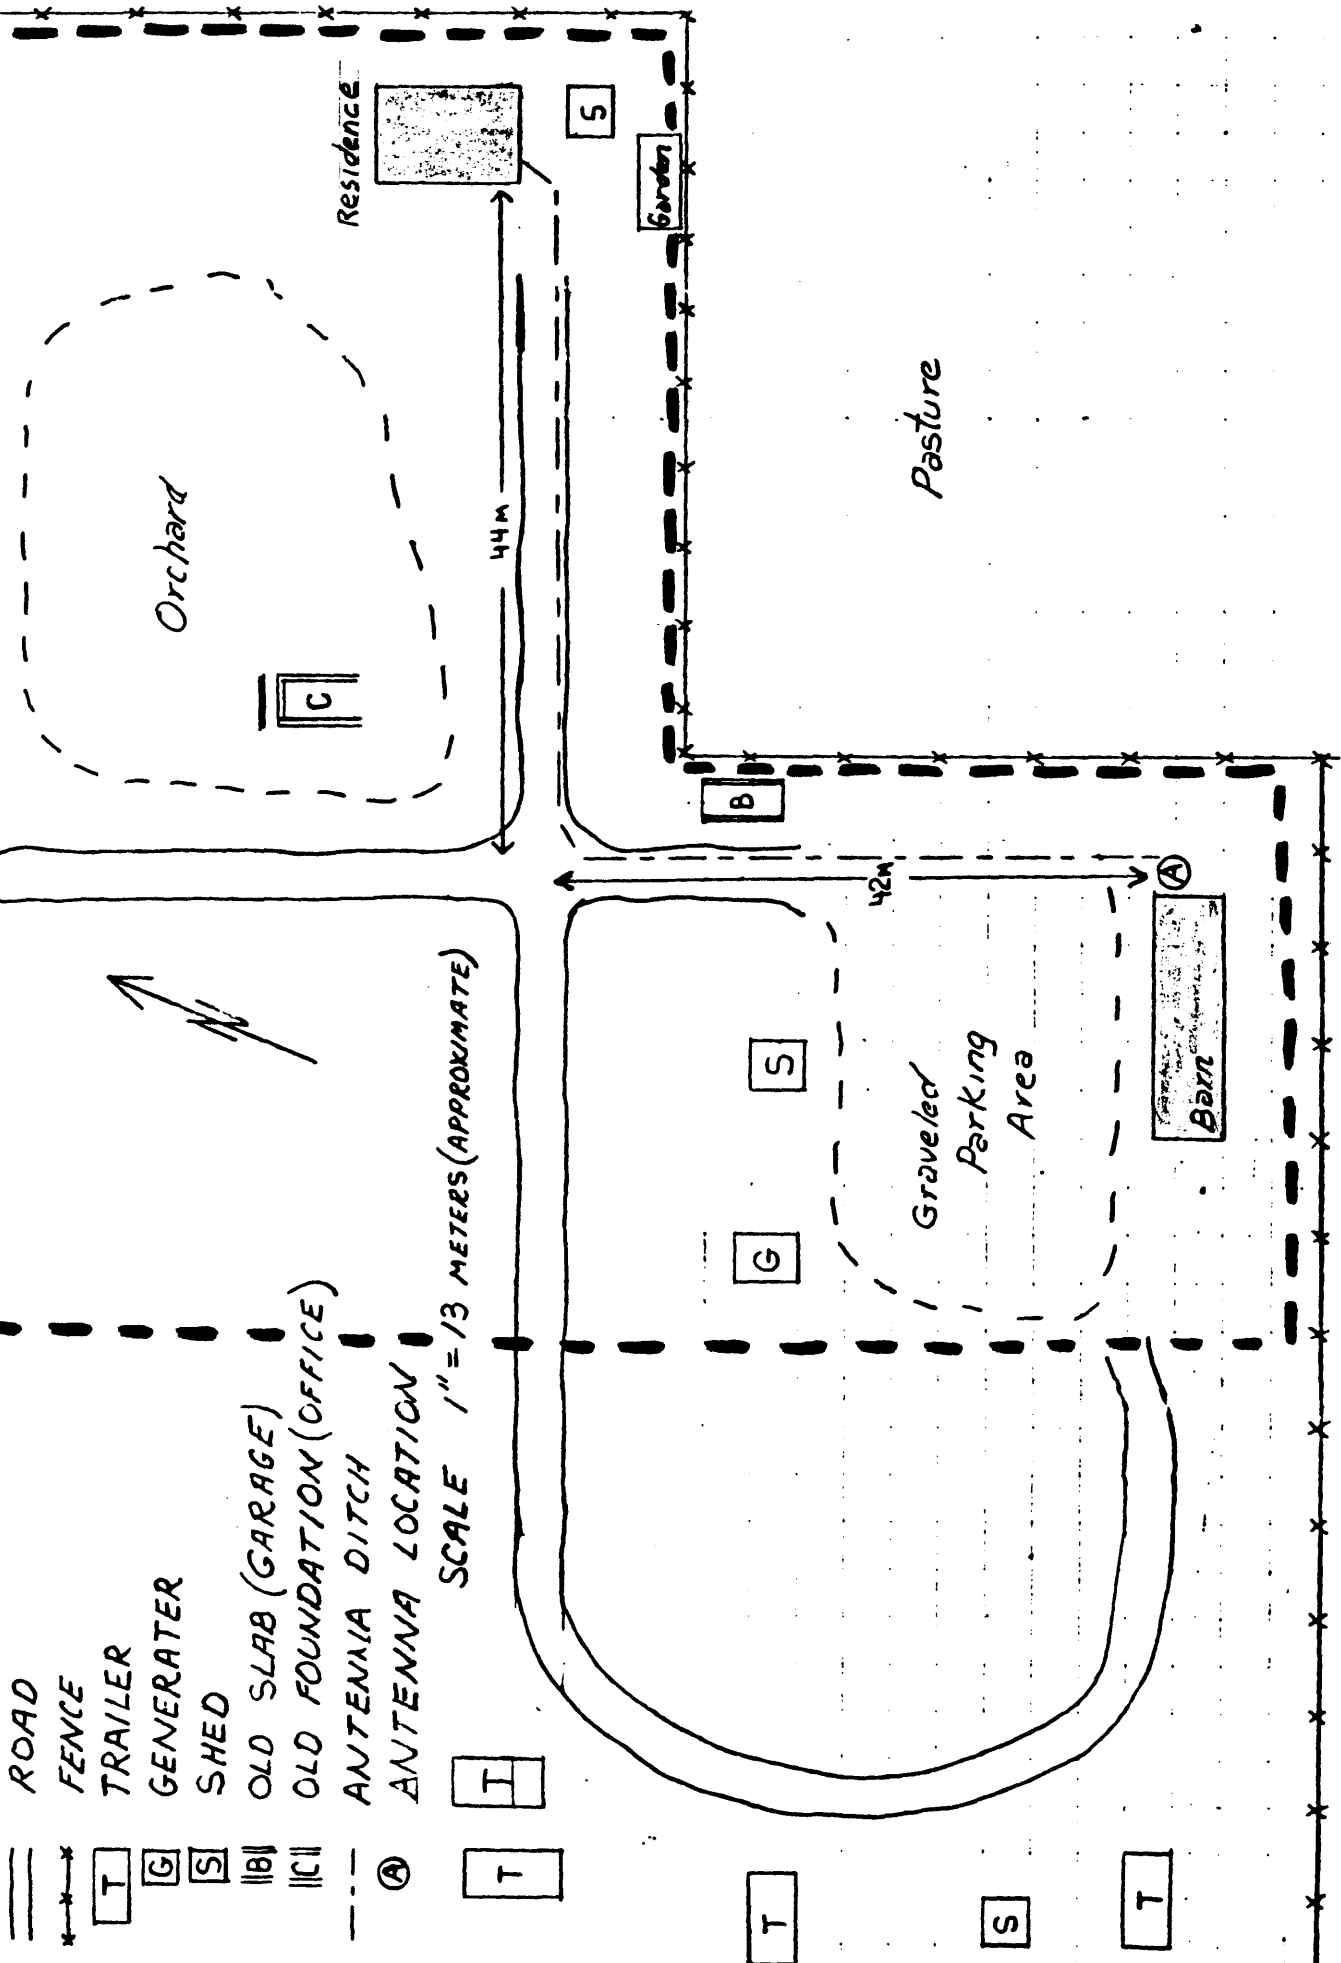 ROAD
FENCE
T TRAILER
G GENERATER
S SHED
B OLD SLAB (GARAGE)
C OLD FOUNDATION (OFFICE)
ANTENNA DITCH
A ANTENNA LOCATION
SCALE 1" = 13 METERS (APPROXIMATE)
N
Orchard
C
Residence
S
Garden
44M
Pasture
B
42M
A
Barn
S
G
Graveled
Parking
Area
T
T
T
S
T